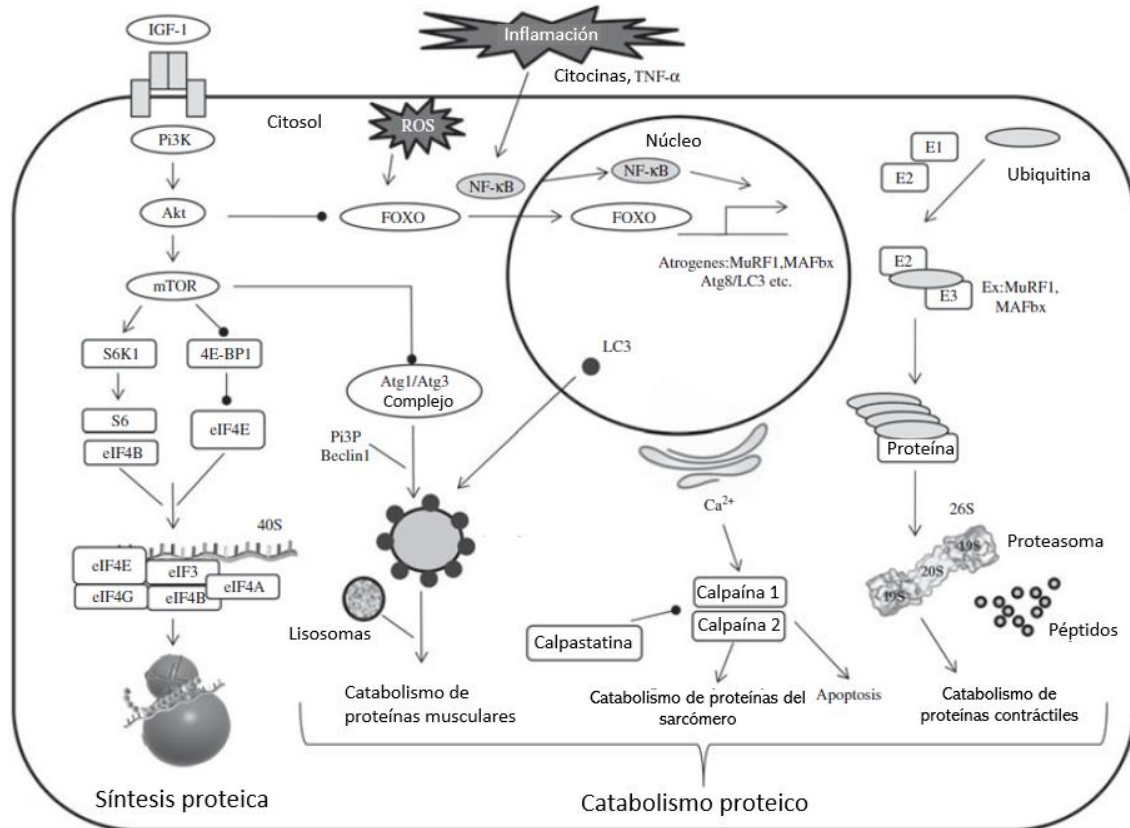 IGF-1
Inflamación
Citocinas, TNF-α
Citosol
ROS
Pi3K
Núcleo
E1
E2
Ubiquitina
NF-κB
NF-κB
Akt
FOXO
FOXO
Atrogenes:MuRF1,MAFbx
Atg8/LC3 etc.
E2
E3
Ex:MuRF1,
MAFbx
mTOR
S6K1
4E-BP1
LC3
Atg1/Atg3
Complejo
S6
eIF4B
eIF4E
Pi3P
Beclin1
Proteína
Ca²⁺
40S
26S
19S
20S
19S
Proteasoma
eIF4E
eIF3
eIF4A
eIF4G
eIF4B
Lisosomas
Calpaína 1
Calpaína 2
Calpastatina
Péptidos
Catabolismo de
proteínas musculares
Catabolismo de proteínas del
sarcómero
Apoptosis
Catabolismo de
proteínas contráctiles
Síntesis proteica
Catabolismo proteico